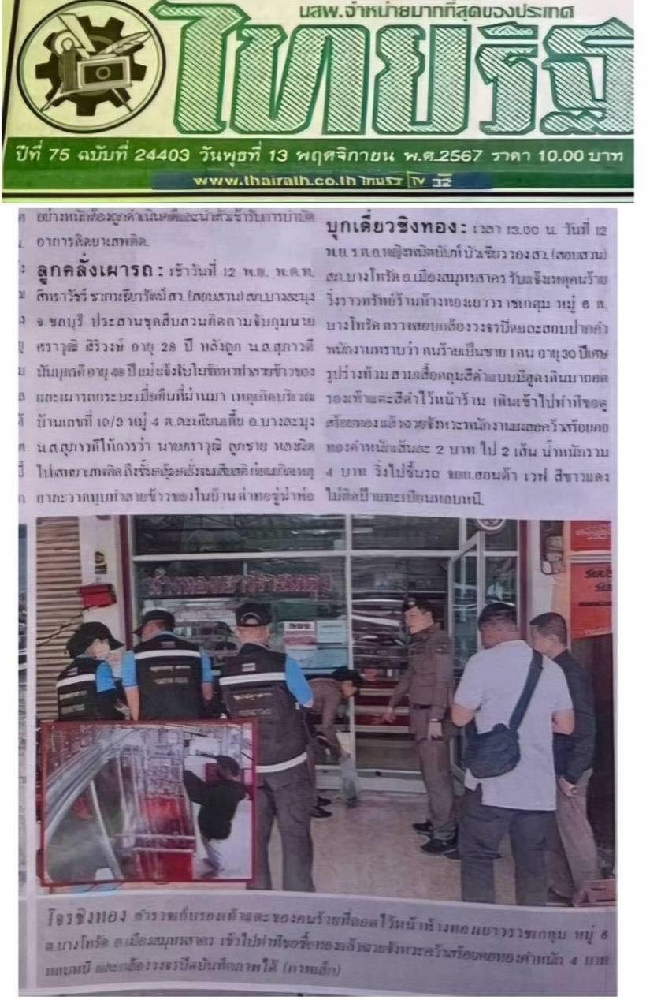 นสพ.จำหน่ายมากที่สุดของประเทศ
ไทยรัฐ
ปีที่ 75 ฉบับที่ 24403 วันพุธที่ 13 พฤศจิกายน พ.ศ.2567 ราคา 10.00 บาท
www.thairath.co.th ไทยรัฐ TV 32
อย่างหนักต้องถูกดำเนินคดีและนำตัวเข้ารับการบำบัด
อาการติดยาเสพติด
ลูกคลั่งเผารถ: เช้าวันที่ 12 พ.ย. พ.ต.ท.
สว.(สอบสวน) สภ.บางละมุง
จ.ชลบุรี ประสานชุดสืบสวนติดตามจับกุมนาย
ศราวุฒิ สิริวงษ์ อายุ 28 ปี หลังถูก น.ส.สุภาวดี
อายุ 48 ปี แม่แจ้งจับในข้อหาทำลายข้าวของ
และเผารถกระบะเมื่อคืนที่ผ่านมา เหตุเกิดบริเวณ
บ้านเลขที่ 10/3 หมู่ 4 ต.ตะเคียนเตี้ย อ.บางละมุง
น.ส.สุภาวดีให้การว่า นายศราวุฒิ ลูกชาย หลงผิด
ไปเสพยาเสพติด ถึงขั้นคลุ้มคลั่งจนเสียสติ ก่อนเกิดเหตุ
อาละวาดทุบทำลายข้าวของในบ้าน ด่าทอขู่ฆ่าพ่อ
บุกเดี่ยวชิงทอง: เวลา 13.00 น. วันที่ 12
พ.ย. ร.ต.อ.หญิง บัวเขียว รอง สว.(สอบสวน)
สภ.บางโทรัด อ.เมืองสมุทรสาคร รับแจ้งเหตุคนร้าย
วิ่งราวทรัพย์ร้านห้างทองเยาวราชเกตุม หมู่ 6 ต.
บางโทรัด ตรวจสอบกล้องวงจรปิดและสอบปากคำ
พนักงานทราบว่า คนร้ายเป็นชาย 1 คน อายุ 30 ปีเศษ
รูปร่างท้วม สวมเสื้อคลุมสีดำแบบมีฮูด เดินมาถอด
รองเท้าแตะสีดำไว้หน้าร้าน เดินเข้าไปทำทีขอดู
สร้อยทองแล้วฉวยจังหวะพนักงานเผลอคว้าสร้อยคอ
ทองคำหนักเส้นละ 2 บาท ไป 2 เส้น น้ำหนักรวม
4 บาท วิ่งไปขึ้นรถ จยย.ฮอนด้า เวฟ สีขาวแดง
ไม่ติดป้ายทะเบียนหลบหนี
โจรชิงทอง ตำรวจเก็บรองเท้าแตะของคนร้ายที่ถอดไว้หน้าห้างทองเยาวราชเกตุม หมู่ 6
ต.บางโทรัด อ.เมืองสมุทรสาคร เข้าไปทำทีขอซื้อทองแล้วฉวยจังหวะคว้าสร้อยคอทองคำหนัก 4 บาท
หลบหนี และกล้องวงจรปิดบันทึกภาพได้ (ภาพเล็ก)